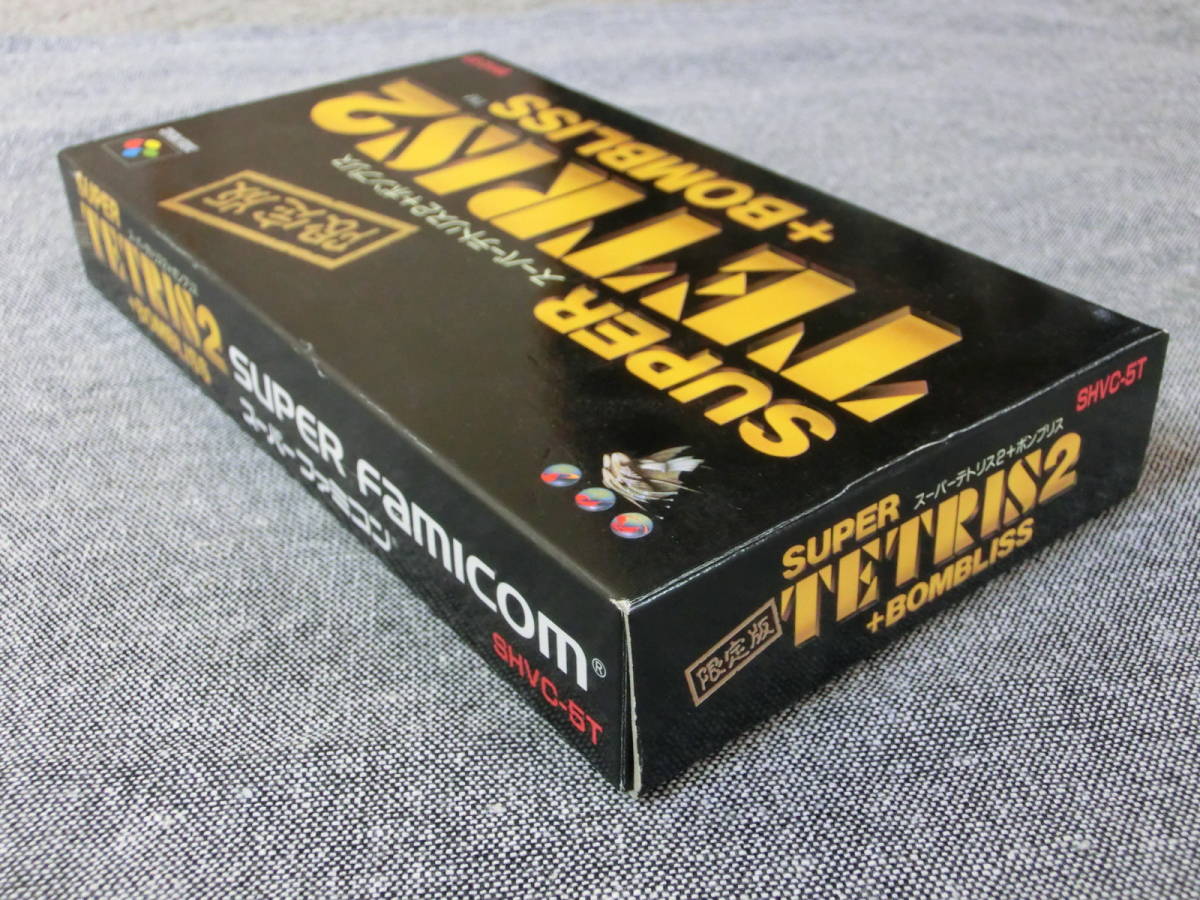 SUPER
TETRIS2
+BOMBLISS
TM
スーパーテトリス2+ボンブリス
限定版
SUPER
TETRIS2
+BOMBLISS
SUPER FAMICOM®
スーパーファミコン
SHVC-5T
SHVC-5T
スーパーテトリス2+ボンブリス
SUPER
TETRIS2
+BOMBLISS
限定版